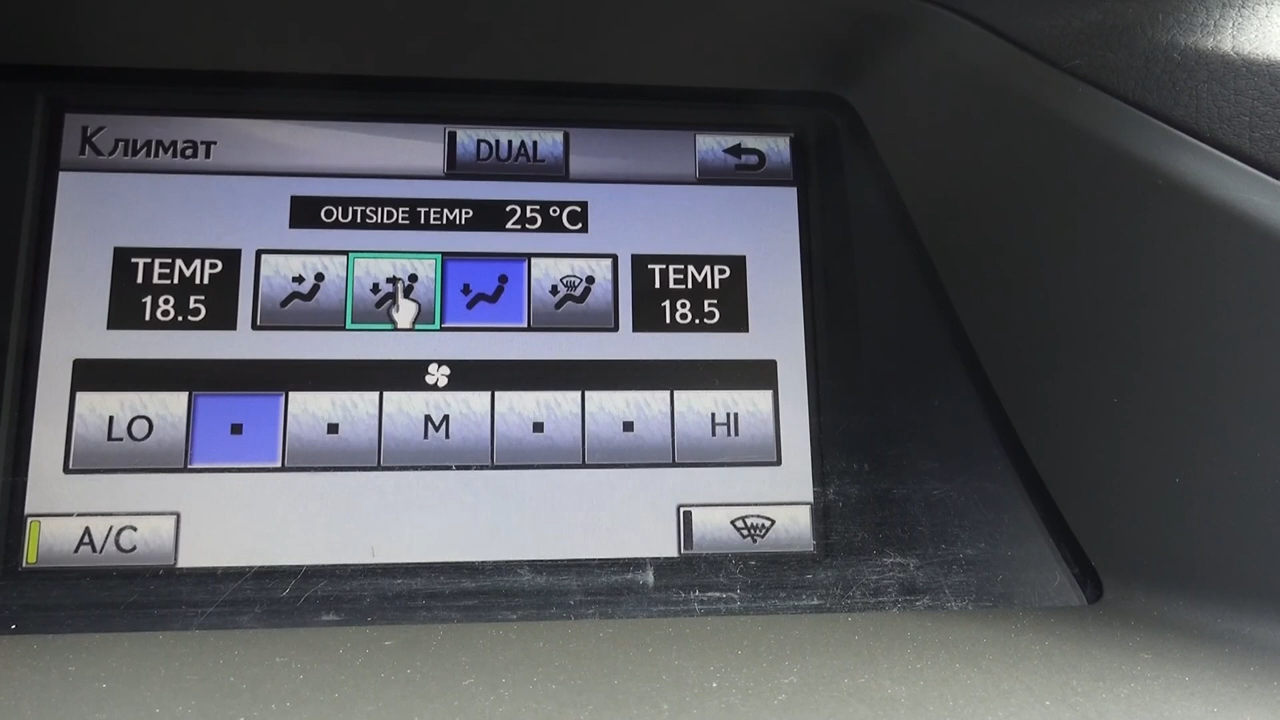 Климат
DUAL
OUTSIDE TEMP 25°C
TEMP
18.5
TEMP
18.5
LO
M
HI
A/C